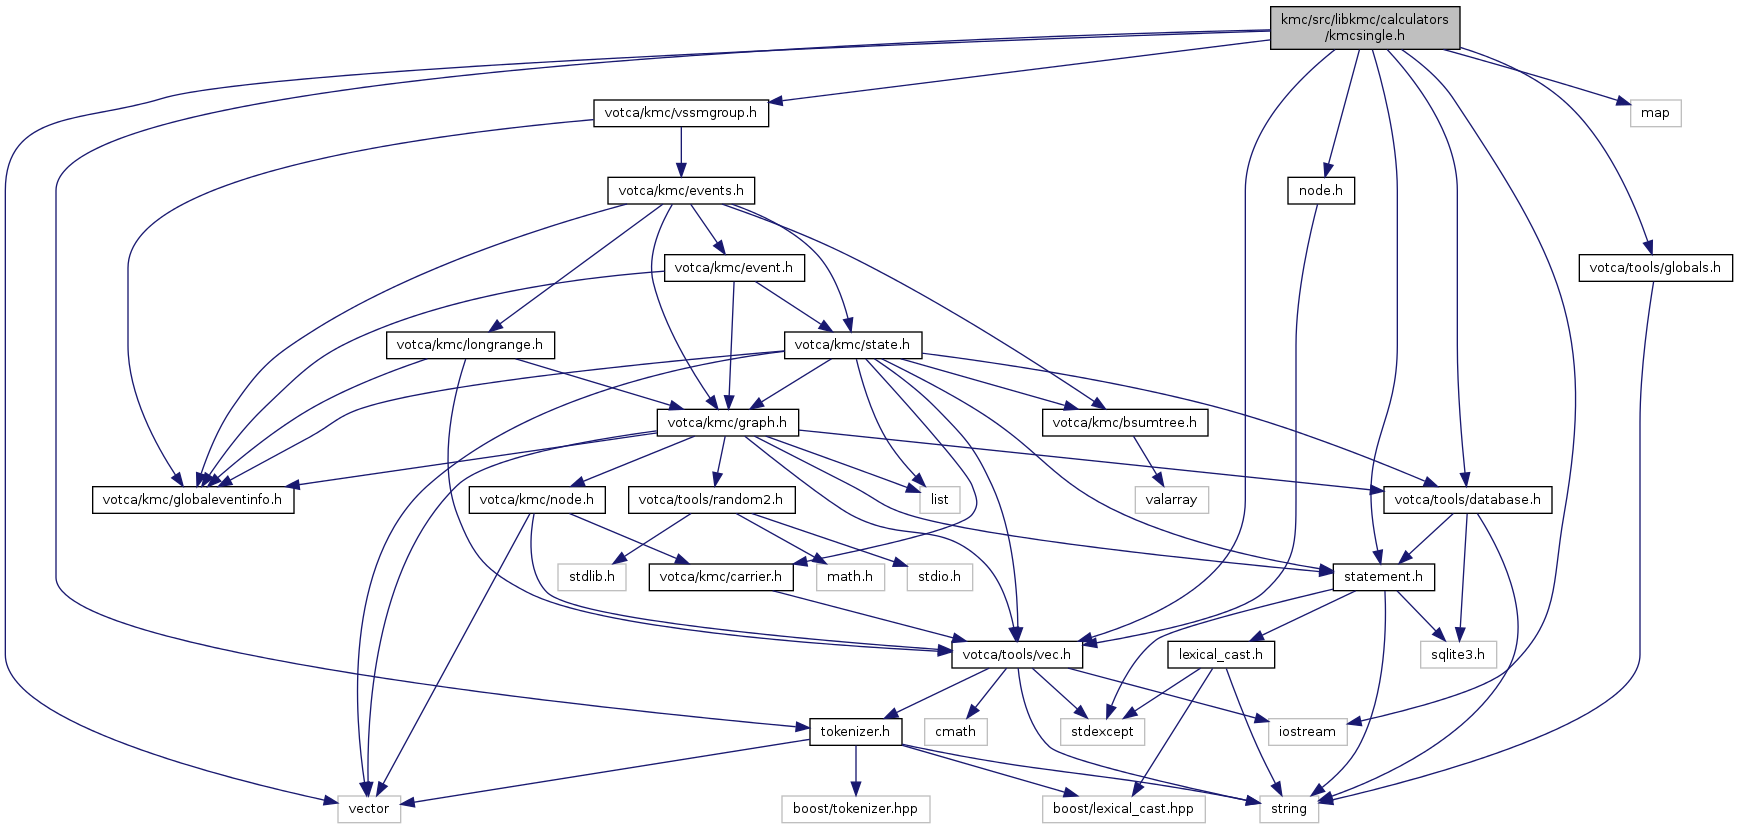 kmc/src/libkmc/calculators
/kmcsingle.h
votca/kmc/vssmgroup.h
map
votca/kmc/events.h
node.h
votca/kmc/event.h
votca/tools/globals.h
votca/kmc/longrange.h
votca/kmc/state.h
votca/kmc/graph.h
votca/kmc/bsumtree.h
votca/kmc/globaleventinfo.h
votca/kmc/node.h
votca/tools/random2.h
list
valarray
votca/tools/database.h
stdlib.h
votca/kmc/carrier.h
math.h
stdio.h
statement.h
votca/tools/vec.h
lexical_cast.h
sqlite3.h
tokenizer.h
cmath
stdexcept
iostream
vector
boost/tokenizer.hpp
boost/lexical_cast.hpp
string